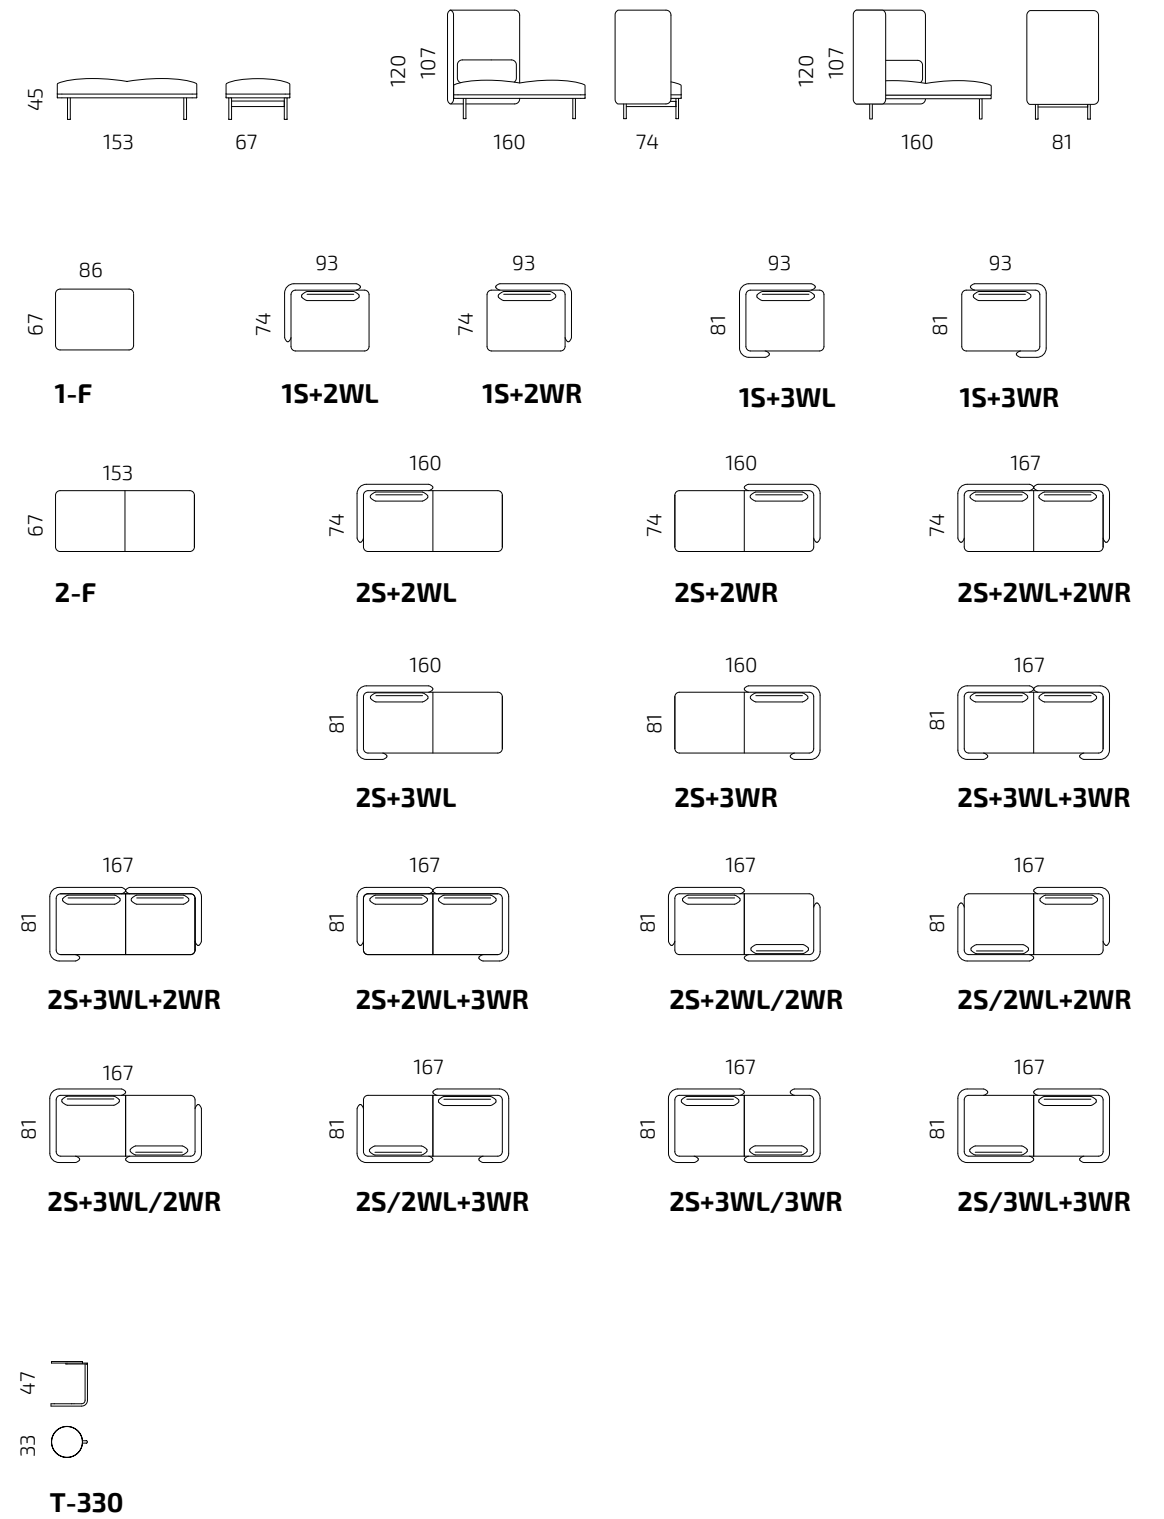 45
120
107
120
107
153
67
160
74
160
81
86
93
93
93
93
67
74
74
81
81
1-F
1S+2WL
1S+2WR
1S+3WL
1S+3WR
153
160
160
167
67
74
74
74
2-F
2S+2WL
2S+2WR
2S+2WL+2WR
160
160
167
81
81
81
2S+3WL
2S+3WR
2S+3WL+3WR
167
167
167
167
81
81
81
81
2S+3WL+2WR
2S+2WL+3WR
2S+2WL/2WR
2S/2WL+2WR
167
167
167
167
81
81
81
81
2S+3WL/2WR
2S/2WL+3WR
2S+3WL/3WR
2S/3WL+3WR
47
33
T-330